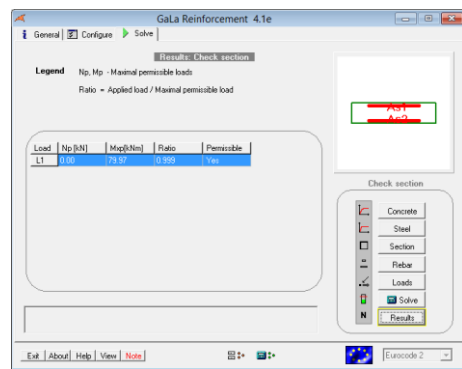 GaLa Reinforcement 4.1e
General Configure Solve
Results: Check section
Legend Np, Mp - Maximal permissible loads
Ratio = Applied load / Maximal permissible load
As1
As2
Load Np [kN] Mxp[kNm] Ratio Permissible
L1 0.00 79.97 0.999 Yes
Check section
Concrete
Steel
Section
Rebar
Loads
Solve
N Results
Exit About Help View Note Eurocode 2